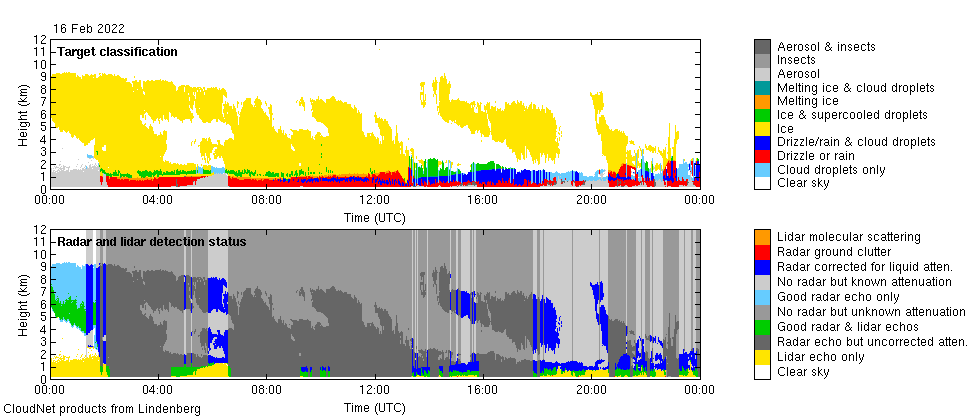 16 Feb 2022
12
11
10
9
8
7
6
5
4
3
2
1
0
Height (km)
Target classification
00:00 04:00 08:00 12:00 16:00 20:00 00:00
Time (UTC)
Aerosol & insects
Insects
Aerosol
Melting ice & cloud droplets
Melting ice
Ice & supercooled droplets
Ice
Drizzle/rain & cloud droplets
Drizzle or rain
Cloud droplets only
Clear sky
12
11
10
9
8
7
6
5
4
3
2
1
0
Height (km)
Radar and lidar detection status
00:00 04:00 08:00 12:00 16:00 20:00 00:00
Time (UTC)
Lidar molecular scattering
Radar ground clutter
Radar corrected for liquid atten.
No radar but known attenuation
Good radar echo only
No radar but unknown attenuation
Good radar & lidar echos
Radar echo but uncorrected atten.
Lidar echo only
Clear sky
CloudNet products from Lindenberg